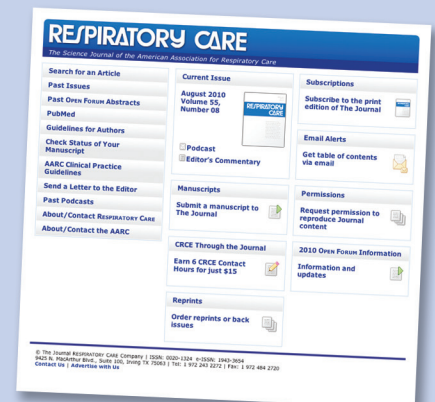 RESPIRATORY CARE
The Science Journal of the American Association for Respiratory Care
Search for an Article
Past Issues
Past OPEN FORUM Abstracts
PubMed
Guidelines for Authors
Check Status of Your
Manuscript
AARC Clinical Practice
Guidelines
Send a Letter to the Editor
Past Podcasts
About/Contact RESPIRATORY CARE
About/Contact the AARC
Current Issue
August 2010
Volume 55,
Number 08
RESPIRATORY
CARE
Podcast
Editor's Commentary
Manuscripts
Submit a manuscript to
The Journal
CRCE Through the Journal
Earn 6 CRCE Contact
Hours for just $15
Reprints
Order reprints or back
issues
Subscriptions
Subscribe to the print
edition of The Journal
Email Alerts
Get table of contents
via email
Permissions
Request permission to
reproduce Journal
content
2010 OPEN FORUM Information
Information and
updates
© The Journal RESPIRATORY CARE Company | ISSN: 0020-1324 e-ISSN: 1943-3654
9425 N. MacArthur Blvd., Suite 100, Irving TX 75063 | Tel: 1 972 243 2272 | Fax: 1 972 484 2720
Contact Us | Advertise with Us